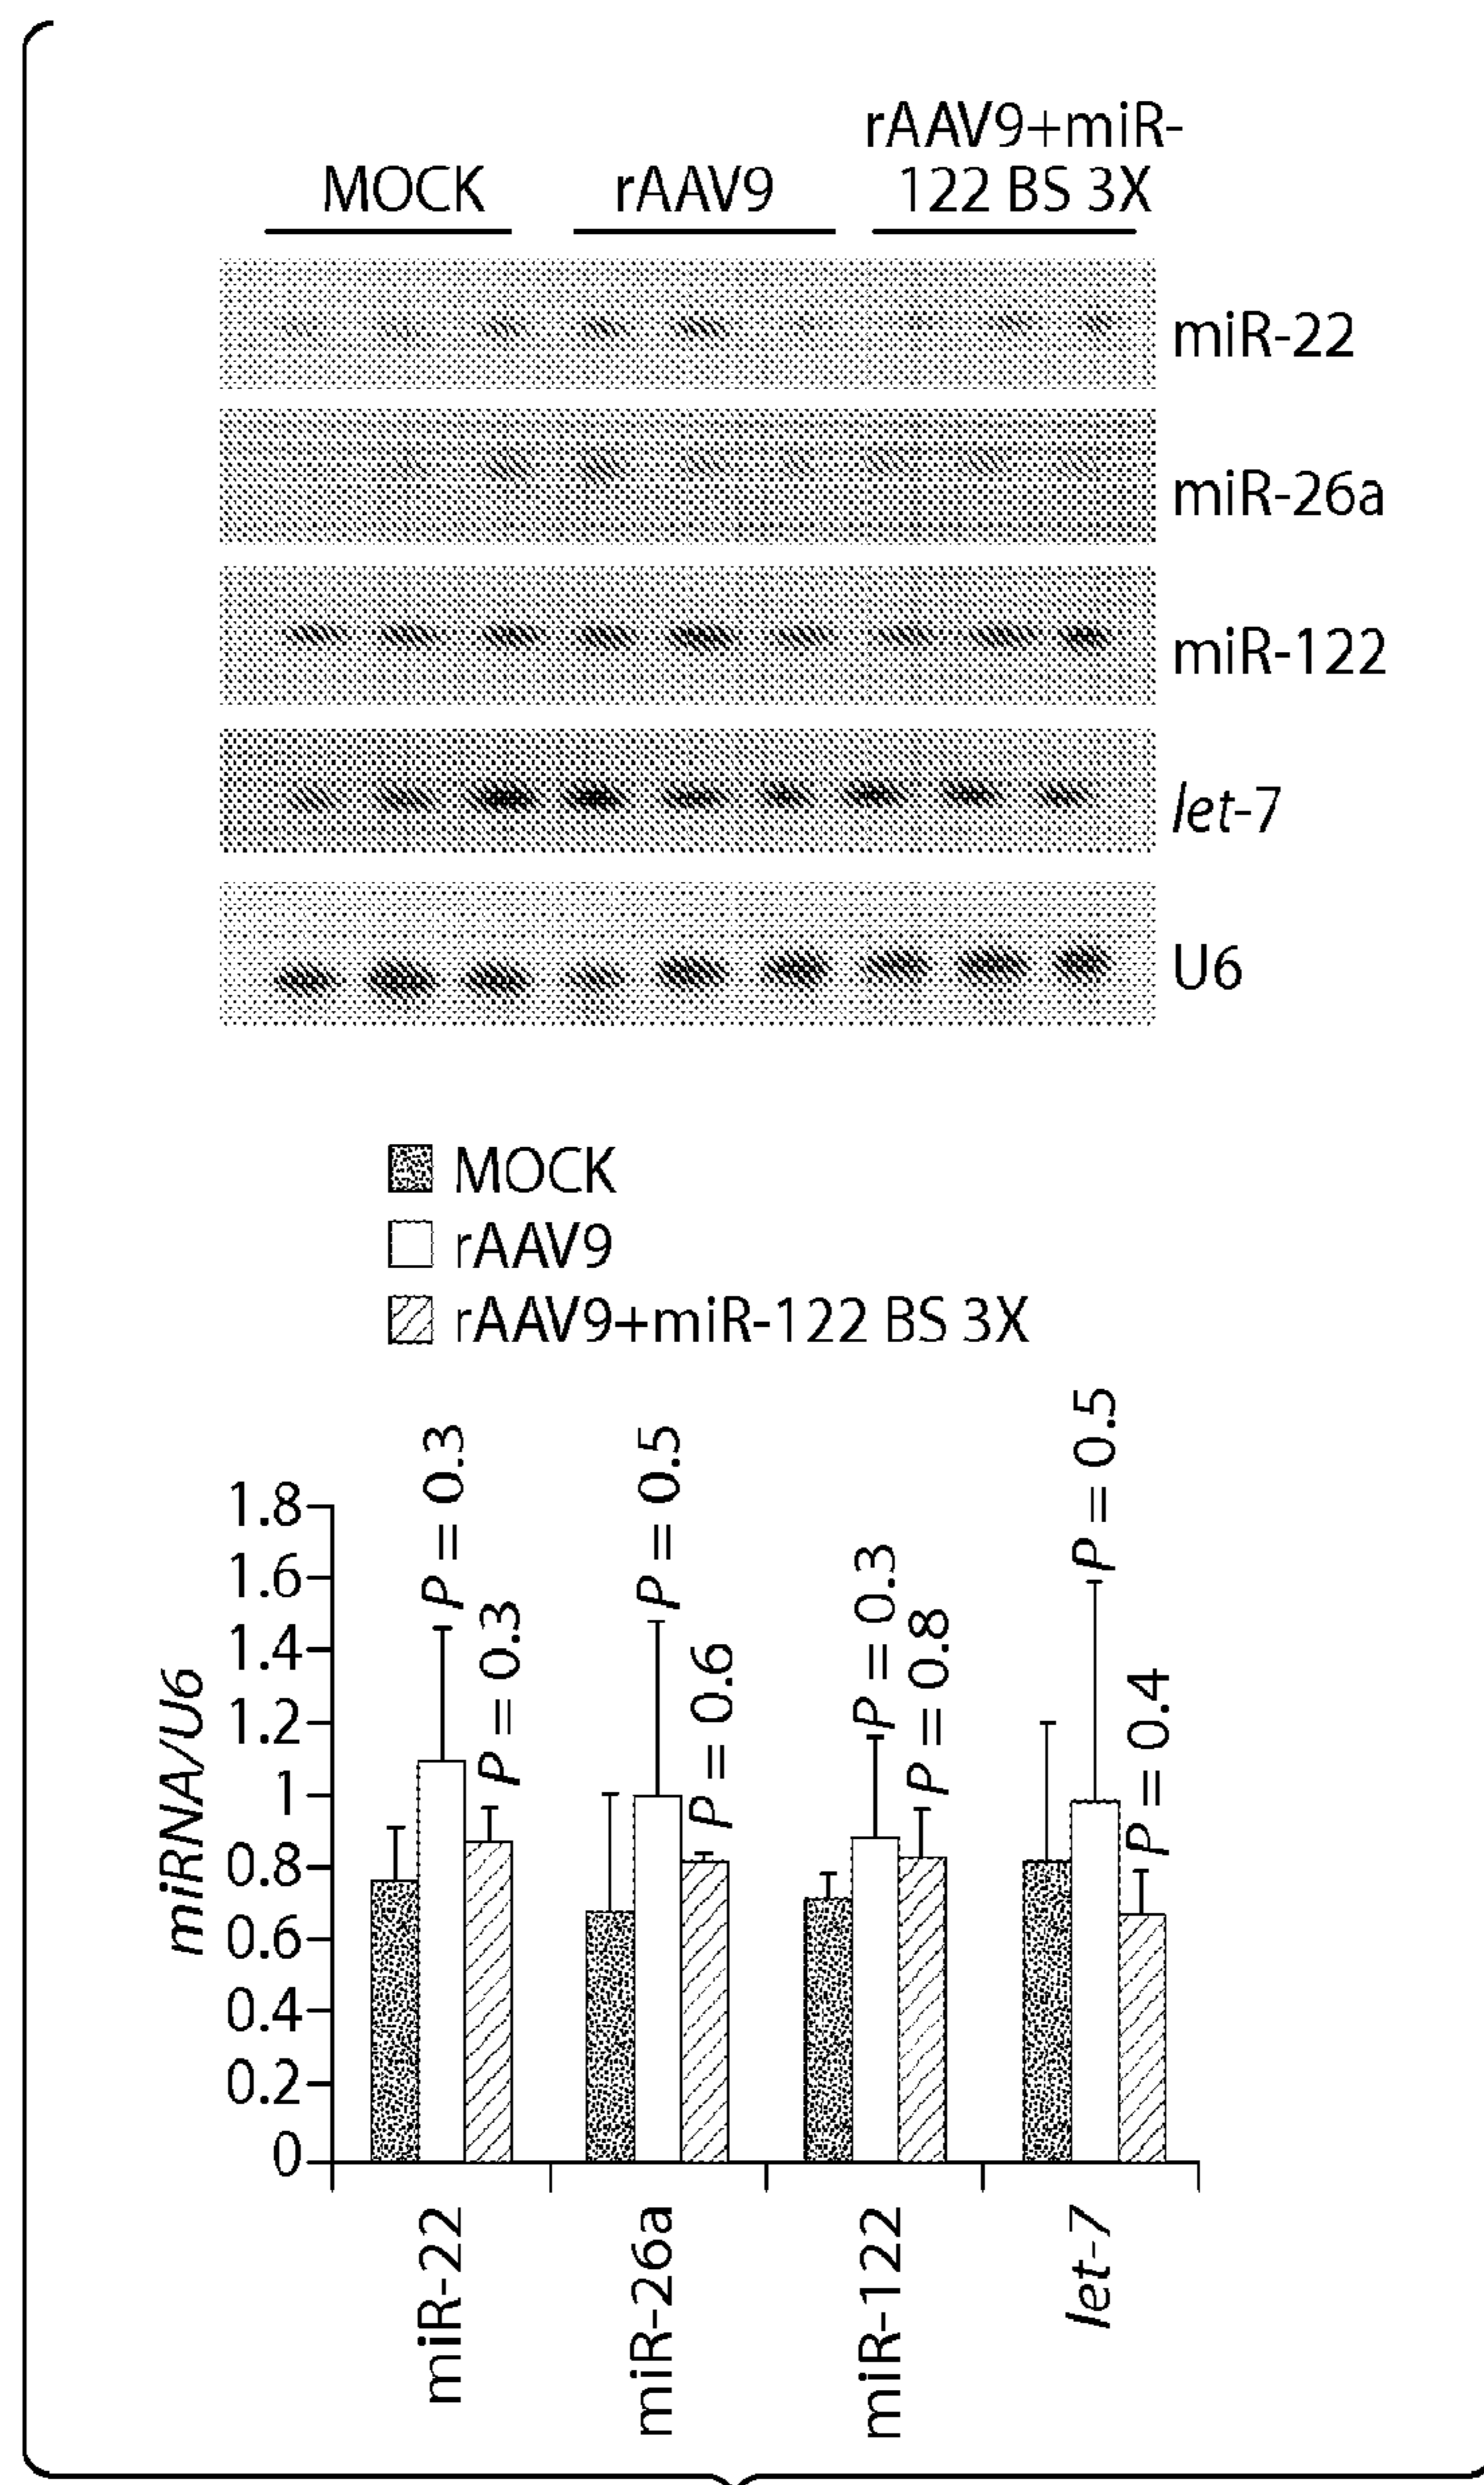 MOCK rAAV9 rAAV9+miR-
122 BS 3X
miR-22
miR-26a
miR-122
let-7
U6
MOCK
rAAV9
rAAV9+miR-122 BS 3X
miRNA/U6
1.8
1.6
1.4
1.2
1
0.8
0.6
0.4
0.2
0
P = 0.3
P = 0.3
P = 0.5
P = 0.6
P = 0.3
P = 0.8
P = 0.5
P = 0.4
miR-22
miR-26a
miR-122
let-7